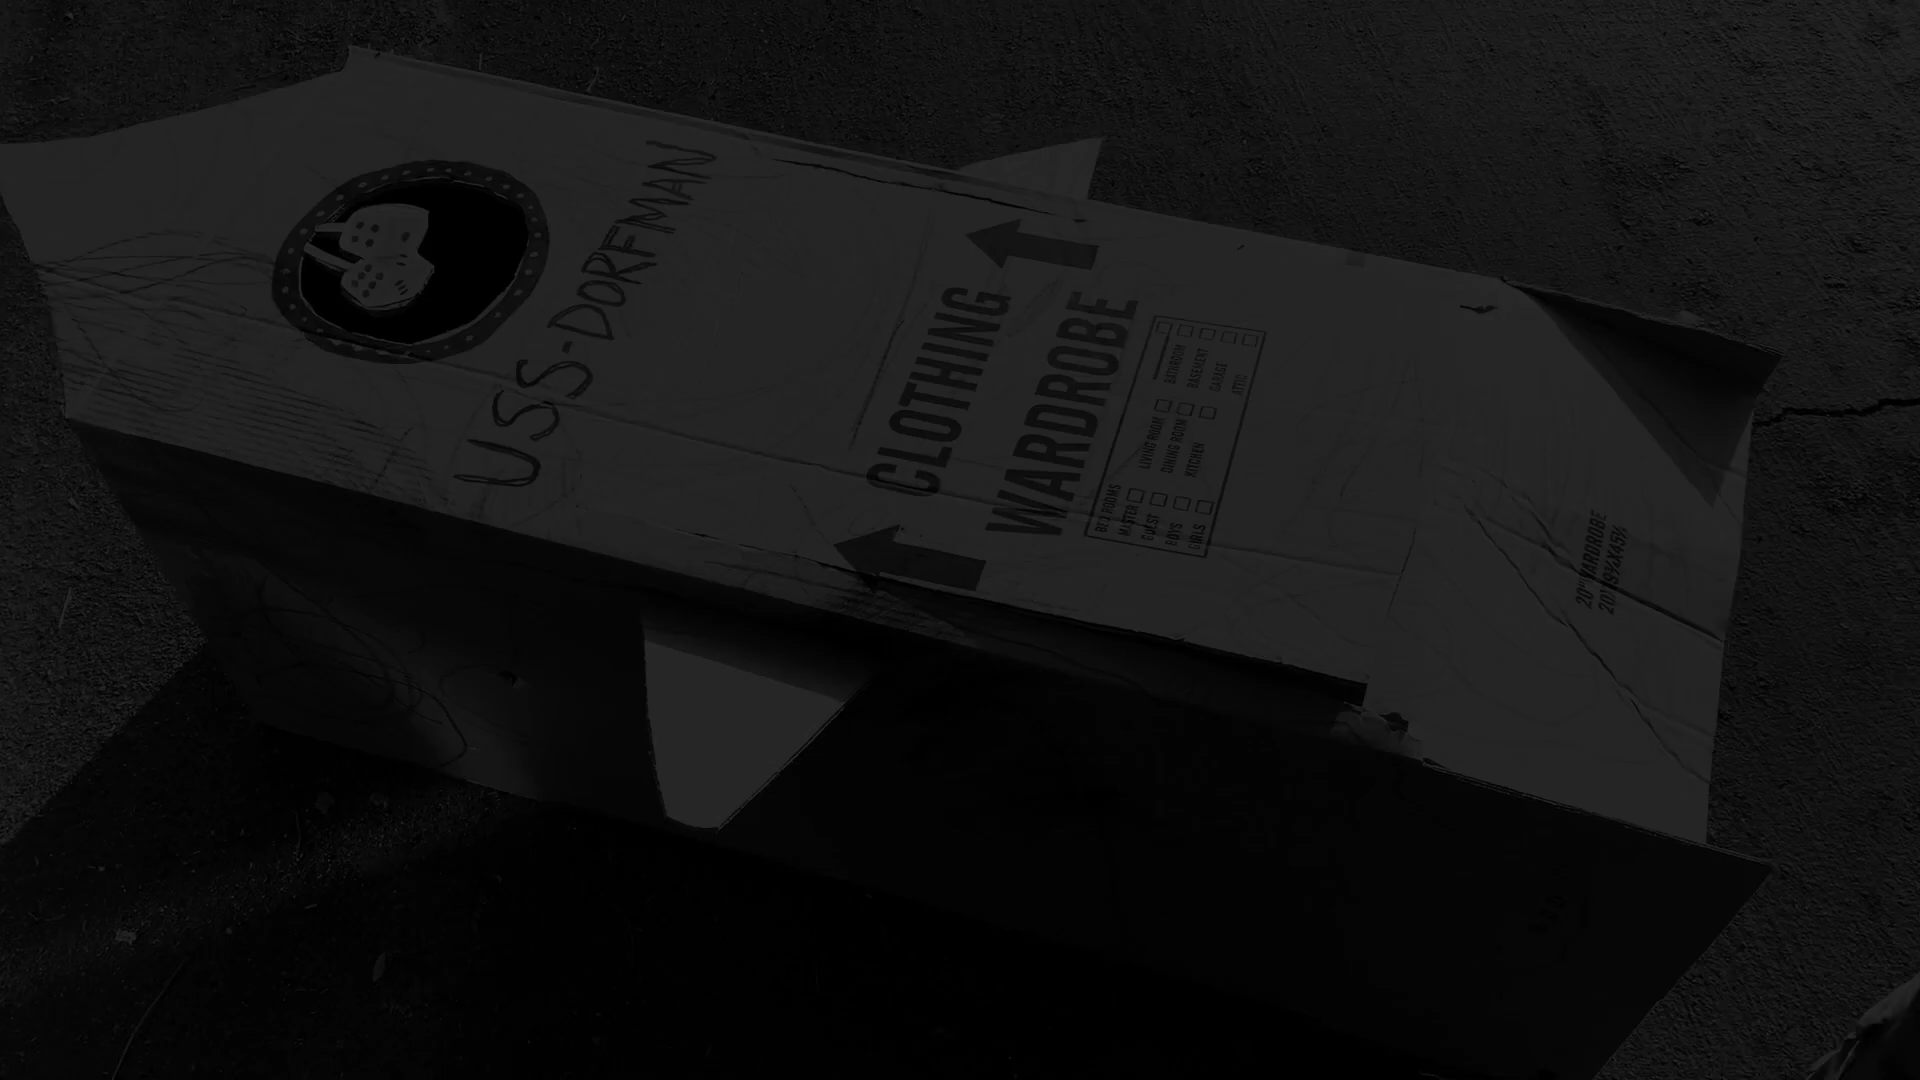 USS-DORFMAN
CLOTHING
WARDROBE
BEDROOMS
MASTER
GUEST
BOYS
GIRLS
LIVING ROOM
DINING ROOM
KITCHEN
BATHROOM
BASEMENT
GARAGE
ATTIC
20" WARDROBE